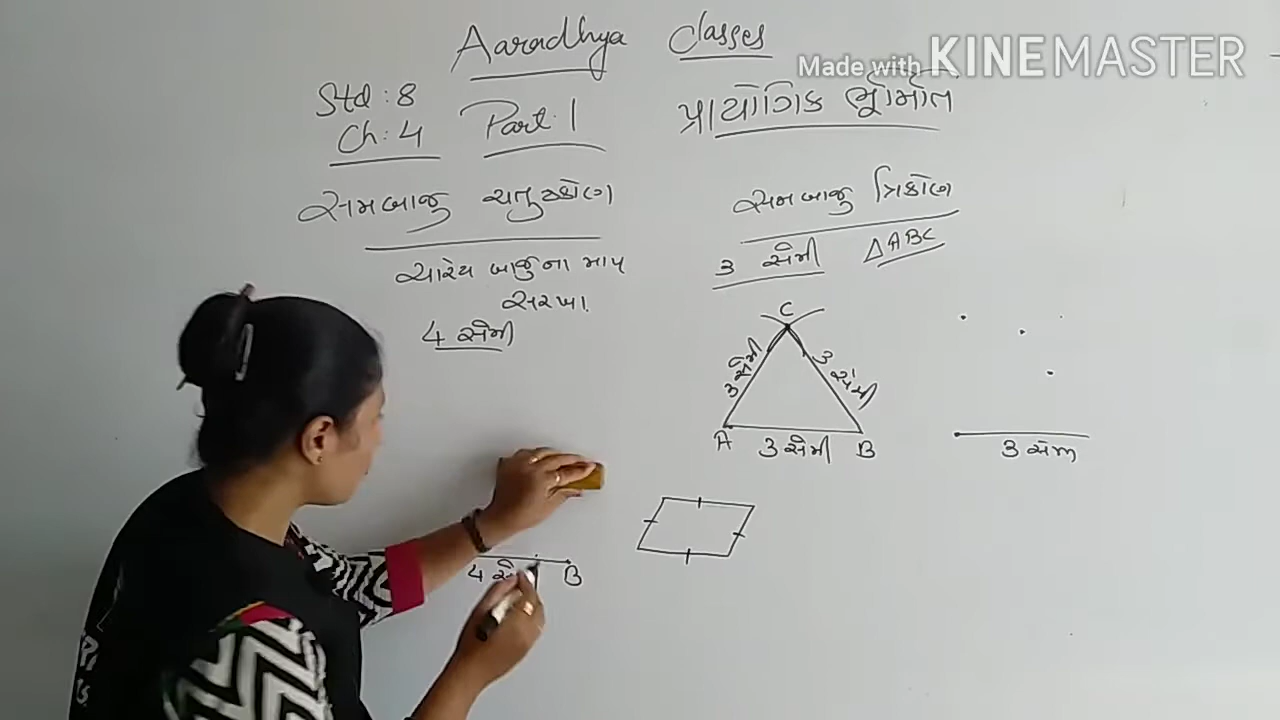 Aaradhya Classes
Made with KINEMASTER
Std : 8
Ch : 4
Part : 1
પ્રાયોગિક ભૂમિતિ
સમબાજુ ચતુષ્કોણ
ચારેય બાજુના માપ
સરખા.
4 સેમી
સમબાજુ ત્રિકોણ
3 સેમી △ABC
C
3 સેમી
3 સેમી
A 3 સેમી B
3 સેમી
4 સેમી B